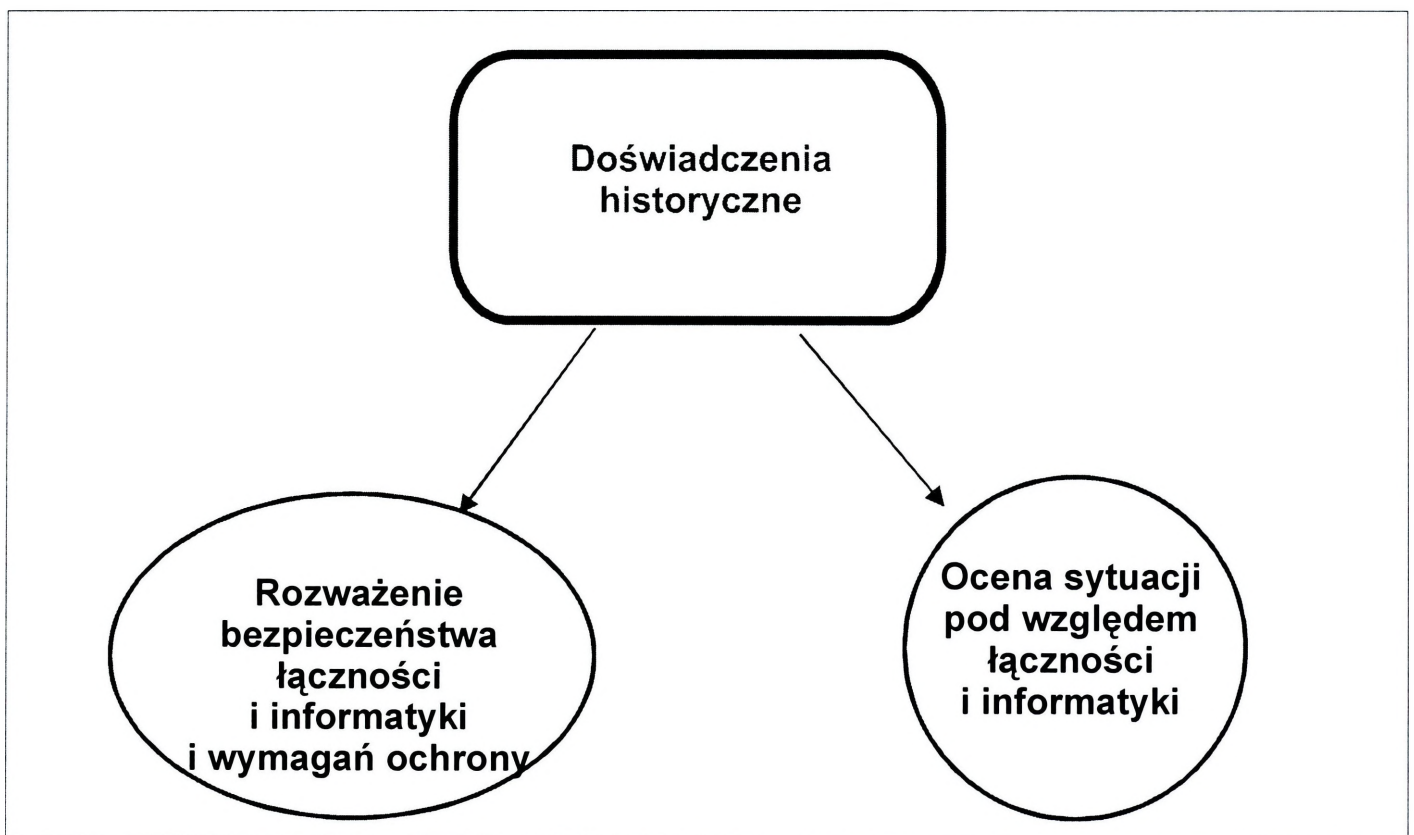 Doświadczenia
historyczne
Rozważenie
bezpieczeństwa
łączności
i informatyki
i wymagań ochrony
Ocena sytuacji
pod względem
łączności
i informatyki